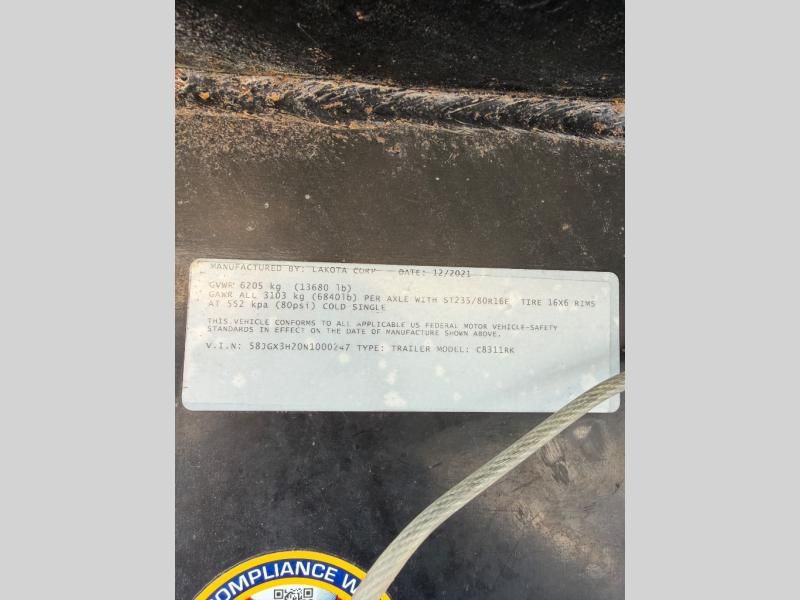 MANUFACTURED BY: LAKOTA CORP DATE: 12/2021
GVWR 6205 kg (13680 lb)
GAWR ALL 3103 kg (6840lb) PER AXLE WITH ST235/80R16E TIRE 16X6 RIMS
AT 552 kpa (80psi) COLD SINGLE
THIS VEHICLE CONFORMS TO ALL APPLICABLE US FEDERAL MOTOR VEHICLE-SAFETY
STANDARDS IN EFFECT ON THE DATE OF MANUFACTURE SHOWN ABOVE.
V.I.N: 58JGX3H20N1000247 TYPE: TRAILER MODEL: C8311RK
COMPLIANCE